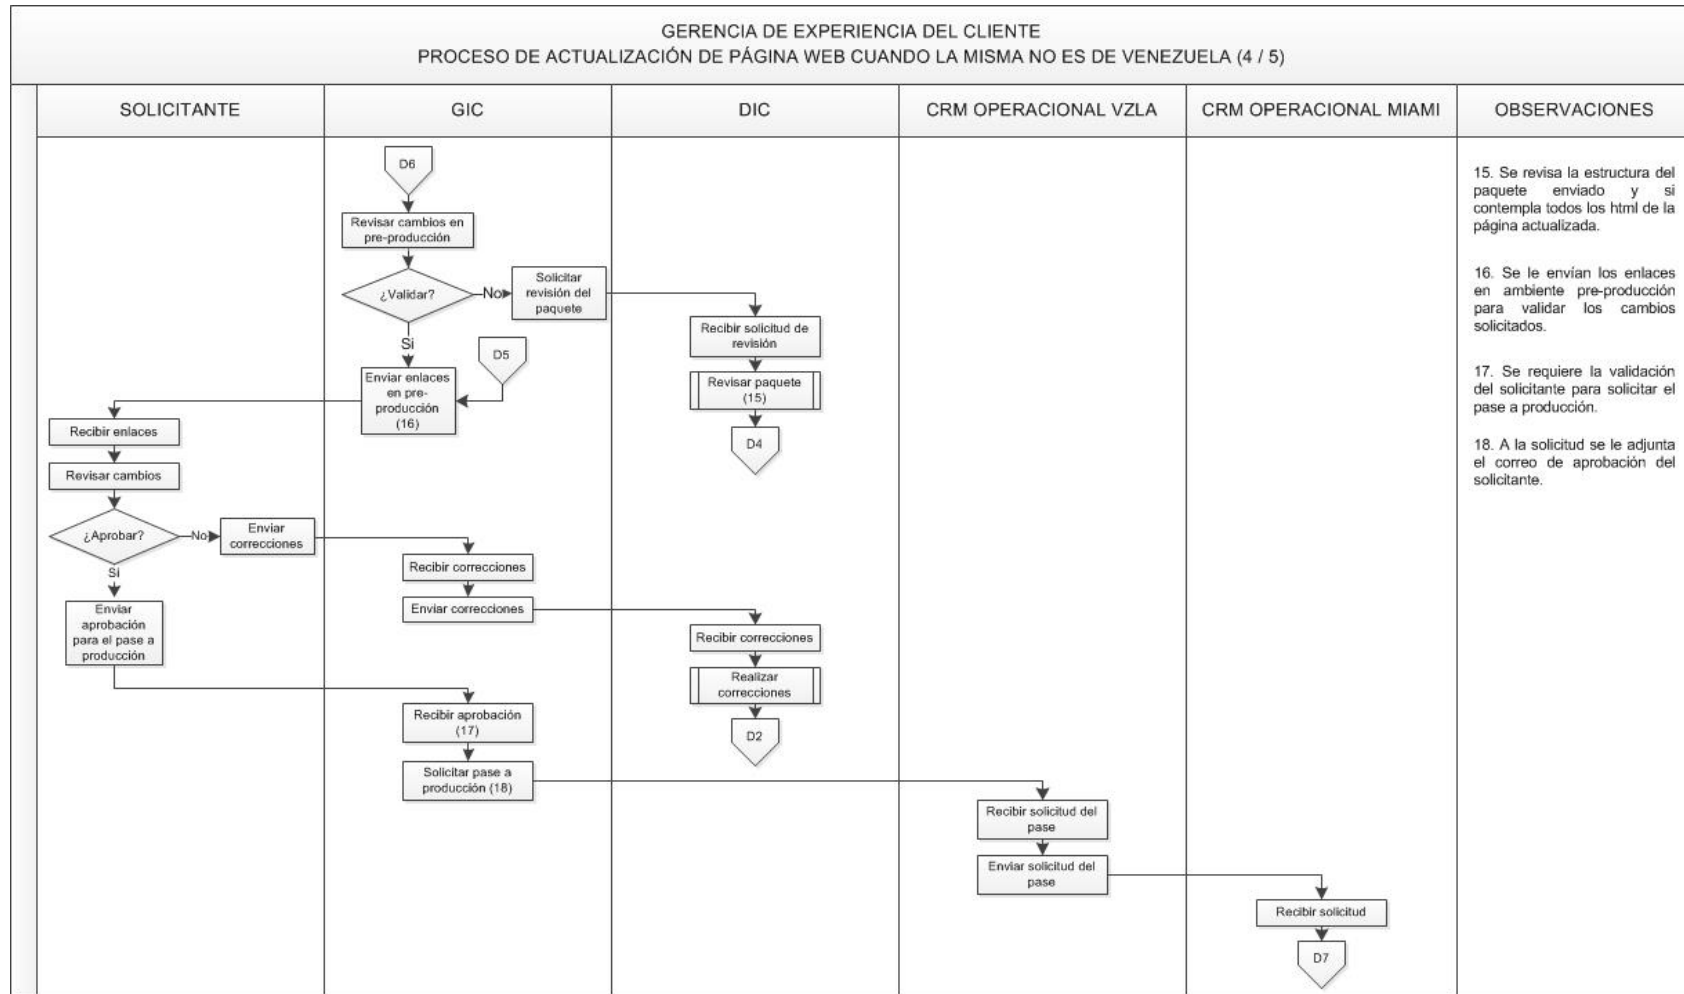 GERENCIA DE EXPERIENCIA DEL CLIENTE
PROCESO DE ACTUALIZACIÓN DE PÁGINA WEB CUANDO LA MISMA NO ES DE VENEZUELA (4 / 5)
SOLICITANTE
GIC
DIC
CRM OPERACIONAL VZLA
CRM OPERACIONAL MIAMI
OBSERVACIONES
D6
Revisar cambios en
pre-producción
¿Validar?
No
Solicitar
revisión del
paquete
Si
D5
Recibir solicitud de
revisión
Revisar paquete
(15)
D4
Enviar enlaces
en pre-
producción
(16)
Recibir enlaces
Revisar cambios
¿Aprobar?
No
Enviar
correcciones
Si
Enviar
aprobación
para el pase a
producción
Recibir correcciones
Enviar correcciones
Recibir correcciones
Realizar
correcciones
D2
Recibir aprobación
(17)
Solicitar pase a
producción (18)
Recibir solicitud del
pase
Enviar solicitud del
pase
Recibir solicitud
D7
15. Se revisa la estructura del
paquete enviado y si
contempla todos los html de la
página actualizada.
16. Se le envían los enlaces
en ambiente pre-producción
para validar los cambios
solicitados.
17. Se requiere la validación
del solicitante para solicitar el
pase a producción.
18. A la solicitud se le adjunta
el correo de aprobación del
solicitante.